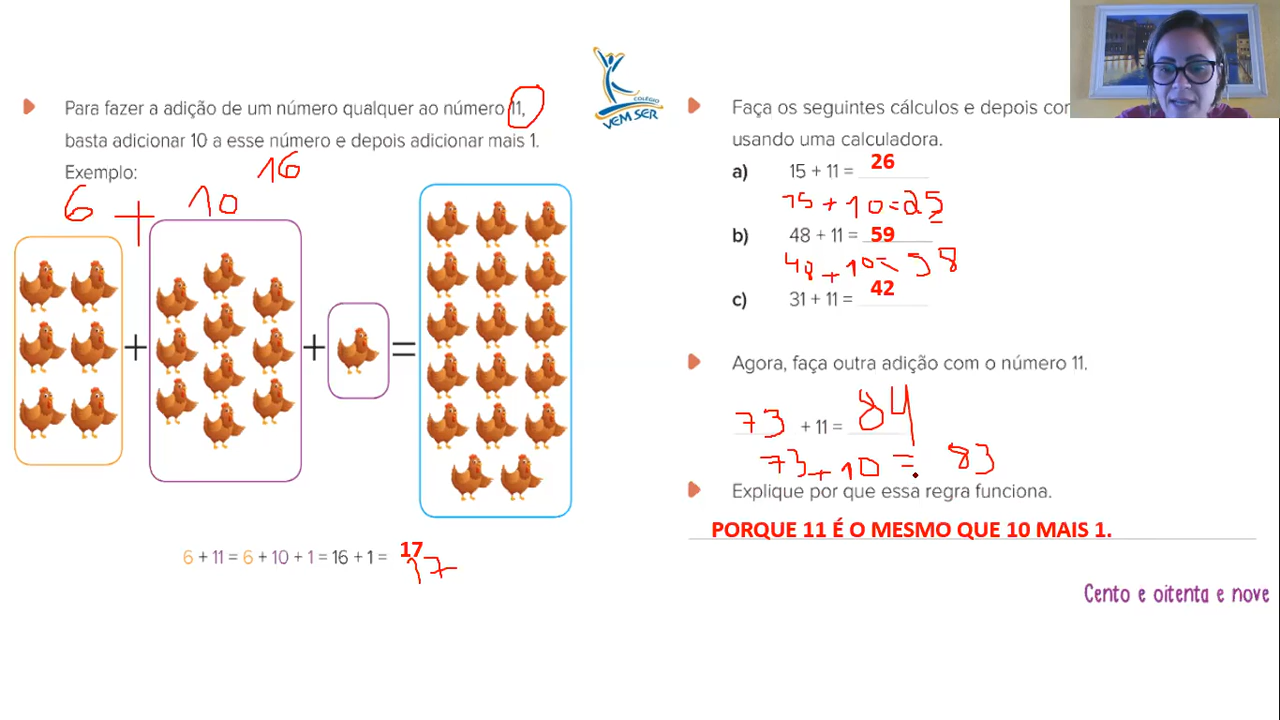 Para fazer a adição de um número qualquer ao número 11,
basta adicionar 10 a esse número e depois adicionar mais 1.
Exemplo:
16
6 + 10
+ + =
6 + 11 = 6 + 10 + 1 = 16 + 1 = 17
17
COLÉGIO
VEM SER
Faça os seguintes cálculos e depois
usando uma calculadora.
a) 15 + 11 = 26
15 + 10 = 25
b) 48 + 11 = 59
48 + 10 = 58
c) 31 + 11 = 42
Agora, faça outra adição com o número 11.
73 + 11 = 84
73 + 10 = 83
Explique por que essa regra funciona.
PORQUE 11 É O MESMO QUE 10 MAIS 1.
Cento e oitenta e nove